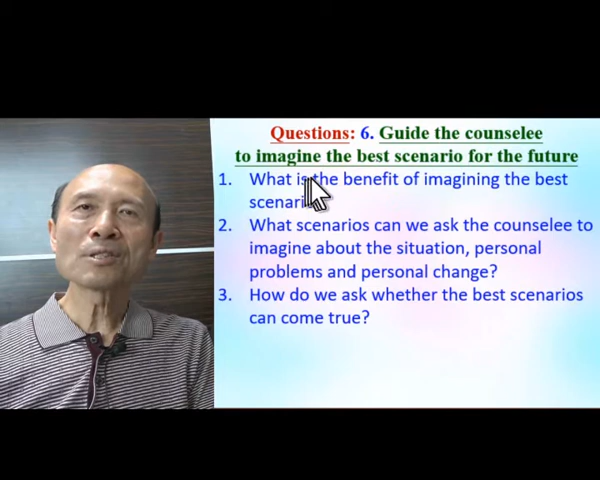 Questions: 6. Guide the counselee
to imagine the best scenario for the future
1. What is the benefit of imagining the best
scenari
2. What scenarios can we ask the counselee to
imagine about the situation, personal
problems and personal change?
3. How do we ask whether the best scenarios
can come true?